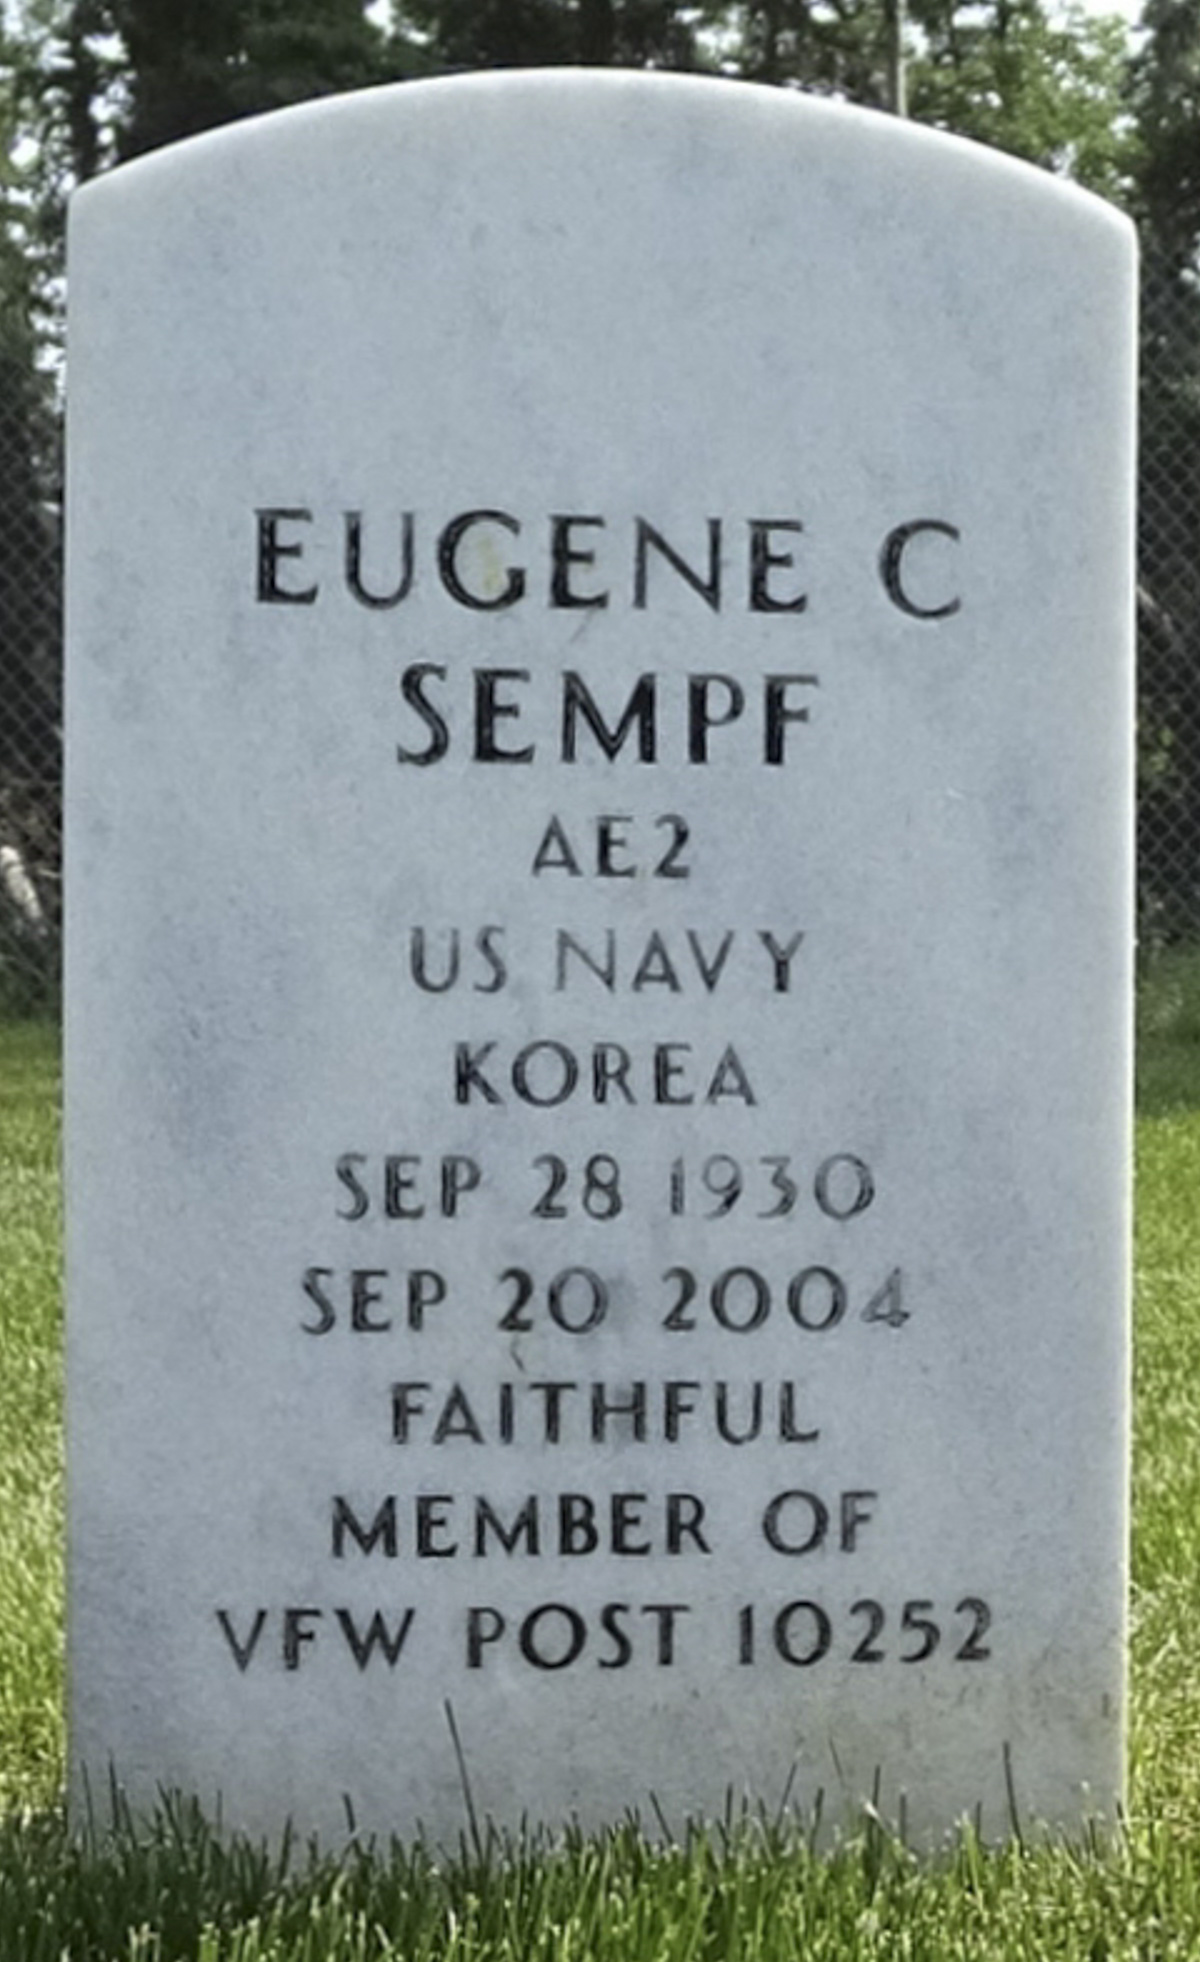 EUGENE C
SEMPF
AE2
US NAVY
KOREA
SEP 28 1930
SEP 20 2004
FAITHFUL
MEMBER OF
VFW POST 10252